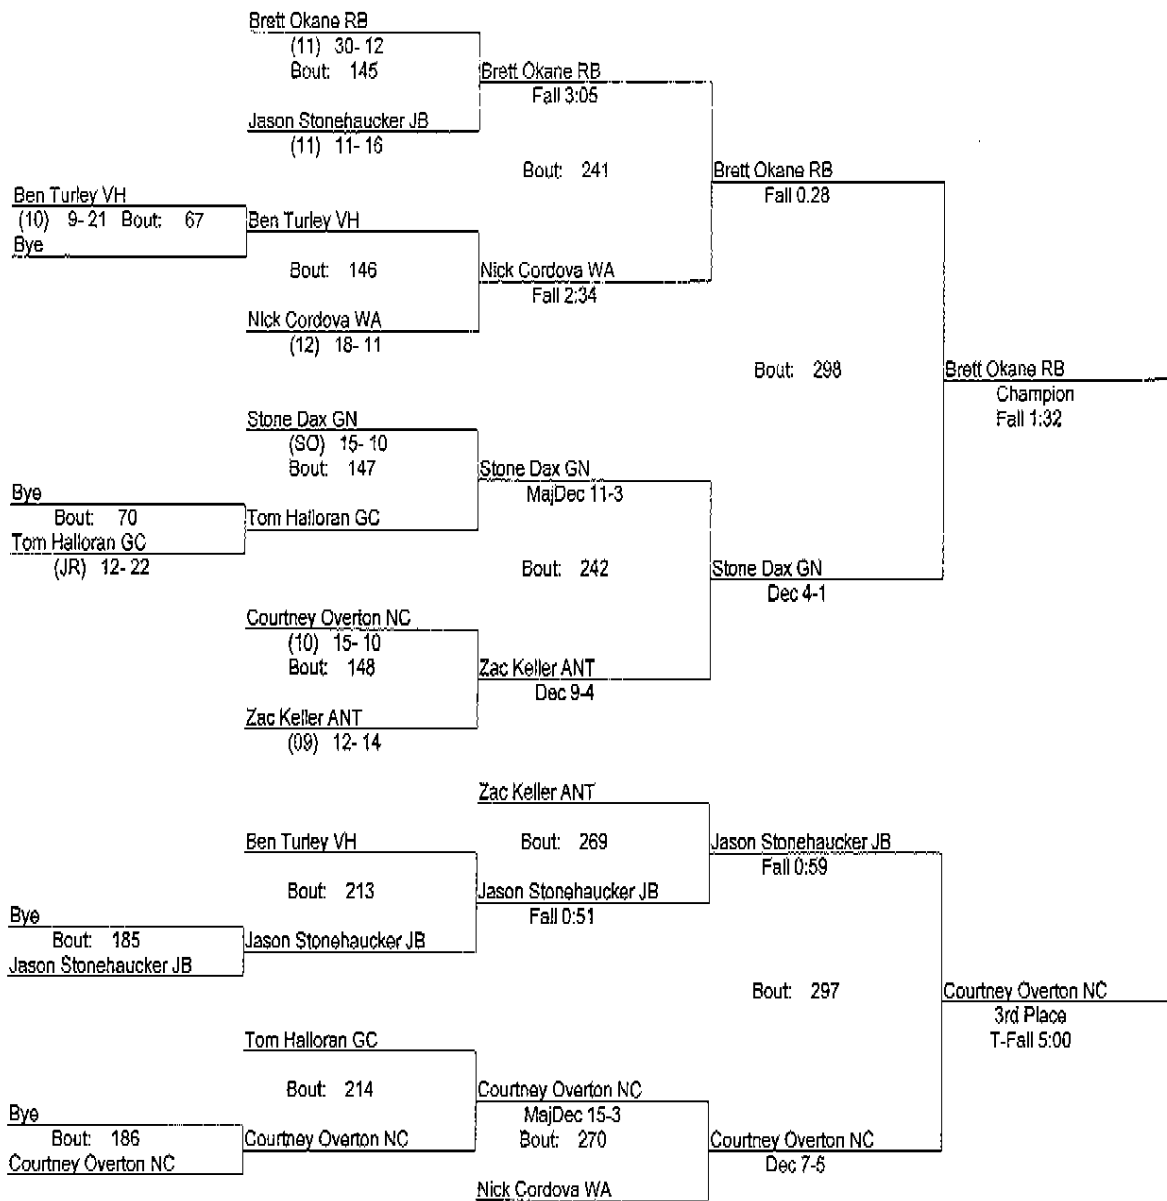 Brett Okane RB
(11) 30- 12
Bout: 145
Brett Okane RB
Fall 3:05
Jason Stonehaucker JB
(11) 11- 16
Bout: 241
Brett Okane RB
Fall 0.28
Ben Turley VH
(10) 9- 21 Bout: 67
Bye
Ben Turley VH
Bout: 146
Nick Cordova WA
Fall 2:34
Nick Cordova WA
(12) 18- 11
Bout: 298
Brett Okane RB
Champion
Fall 1:32
Stone Dax GN
(SO) 15- 10
Bout: 147
Stone Dax GN
MajDec 11-3
Bye
Bout: 70
Tom Halloran GC
(JR) 12- 22
Tom Halloran GC
Bout: 242
Stone Dax GN
Dec 4-1
Courtney Overton NC
(10) 15- 10
Bout: 148
Zac Keller ANT
Dec 9-4
Zac Keller ANT
(09) 12- 14
Zac Keller ANT
Bout: 269
Jason Stonehaucker JB
Fall 0:59
Ben Turley VH
Bout: 213
Jason Stonehaucker JB
Fall 0:51
Bye
Bout: 185
Jason Stonehaucker JB
Jason Stonehaucker JB
Bout: 297
Courtney Overton NC
3rd Place
T-Fall 5:00
Tom Halloran GC
Bout: 214
Courtney Overton NC
MajDec 15-3
Bout: 270
Bye
Bout: 186
Courtney Overton NC
Courtney Overton NC
Courtney Overton NC
Dec 7-5
Nick Cordova WA